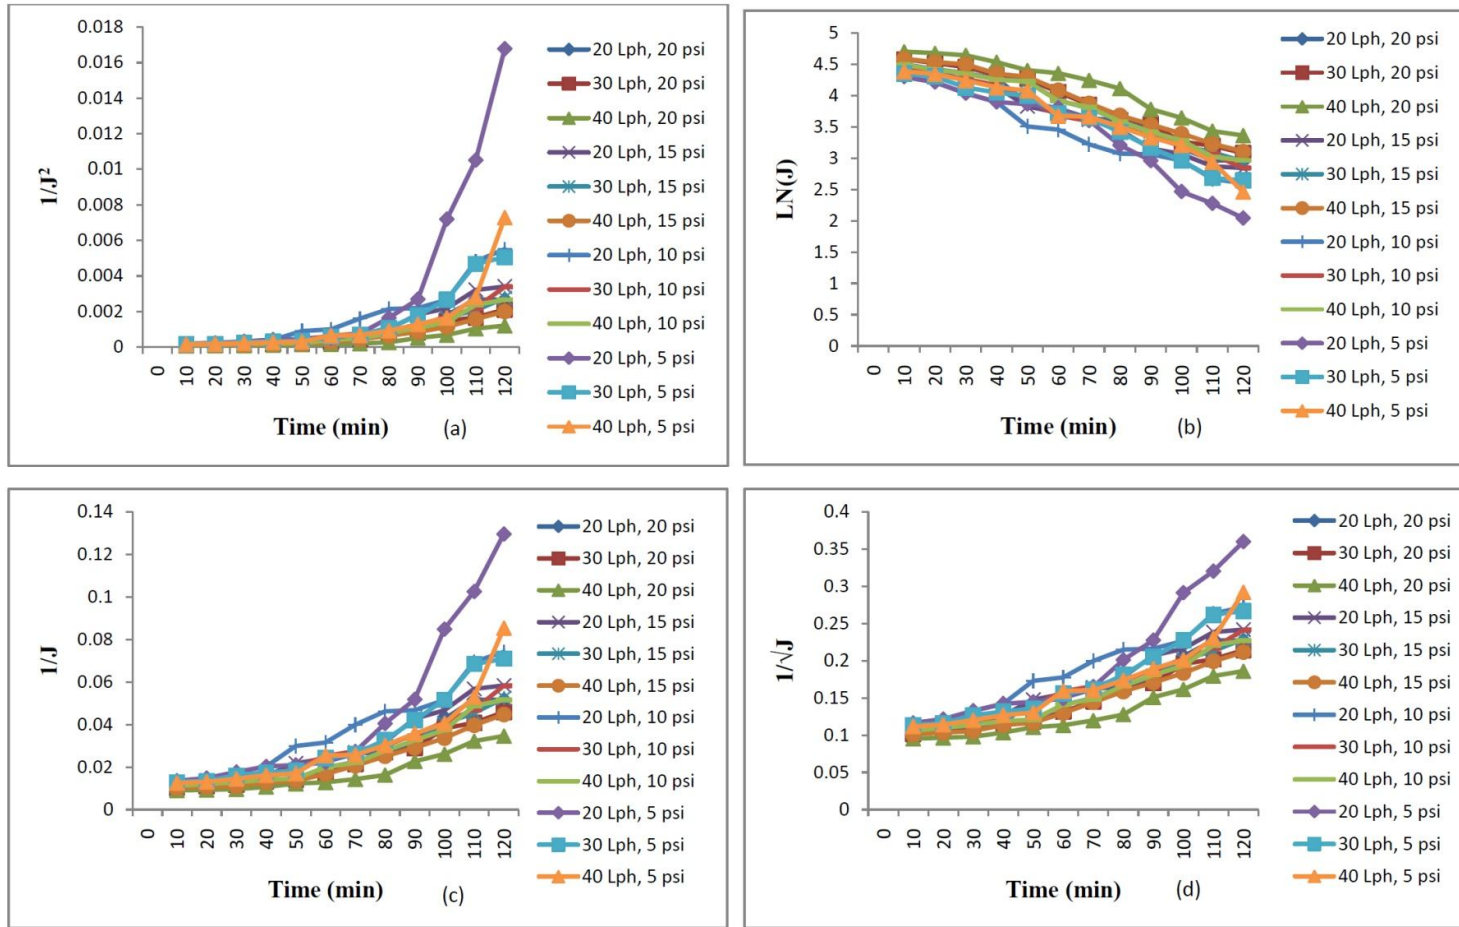 0.018
0.016
0.014
0.012
0.01
0.008
0.006
0.004
0.002
0
1/J²
0 10 20 30 40 50 60 70 80 90 100 110 120
Time (min) (a)
20 Lph, 20 psi
30 Lph, 20 psi
40 Lph, 20 psi
20 Lph, 15 psi
30 Lph, 15 psi
40 Lph, 15 psi
20 Lph, 10 psi
30 Lph, 10 psi
40 Lph, 10 psi
20 Lph, 5 psi
30 Lph, 5 psi
40 Lph, 5 psi
5
4.5
4
3.5
3
2.5
2
1.5
1
0.5
0
LN(J)
0 10 20 30 40 50 60 70 80 90 100 110 120
Time (min) (b)
20 Lph, 20 psi
30 Lph, 20 psi
40 Lph, 20 psi
20 Lph, 15 psi
30 Lph, 15 psi
40 Lph, 15 psi
20 Lph, 10 psi
30 Lph, 10 psi
40 Lph, 10 psi
20 Lph, 5 psi
30 Lph, 5 psi
40 Lph, 5 psi
0.14
0.12
0.1
0.08
0.06
0.04
0.02
0
1/J
0 10 20 30 40 50 60 70 80 90 100 110 120
Time (min) (c)
20 Lph, 20 psi
30 Lph, 20 psi
40 Lph, 20 psi
20 Lph, 15 psi
30 Lph, 15 psi
40 Lph, 15 psi
20 Lph, 10 psi
30 Lph, 10 psi
40 Lph, 10 psi
20 Lph, 5 psi
30 Lph, 5 psi
40 Lph, 5 psi
0.4
0.35
0.3
0.25
0.2
0.15
0.1
0.05
0
1/√J
0 10 20 30 40 50 60 70 80 90 100 110 120
Time (min) (d)
20 Lph, 20 psi
30 Lph, 20 psi
40 Lph, 20 psi
20 Lph, 15 psi
30 Lph, 15 psi
40 Lph, 15 psi
20 Lph, 10 psi
30 Lph, 10 psi
40 Lph, 10 psi
20 Lph, 5 psi
30 Lph, 5 psi
40 Lph, 5 psi